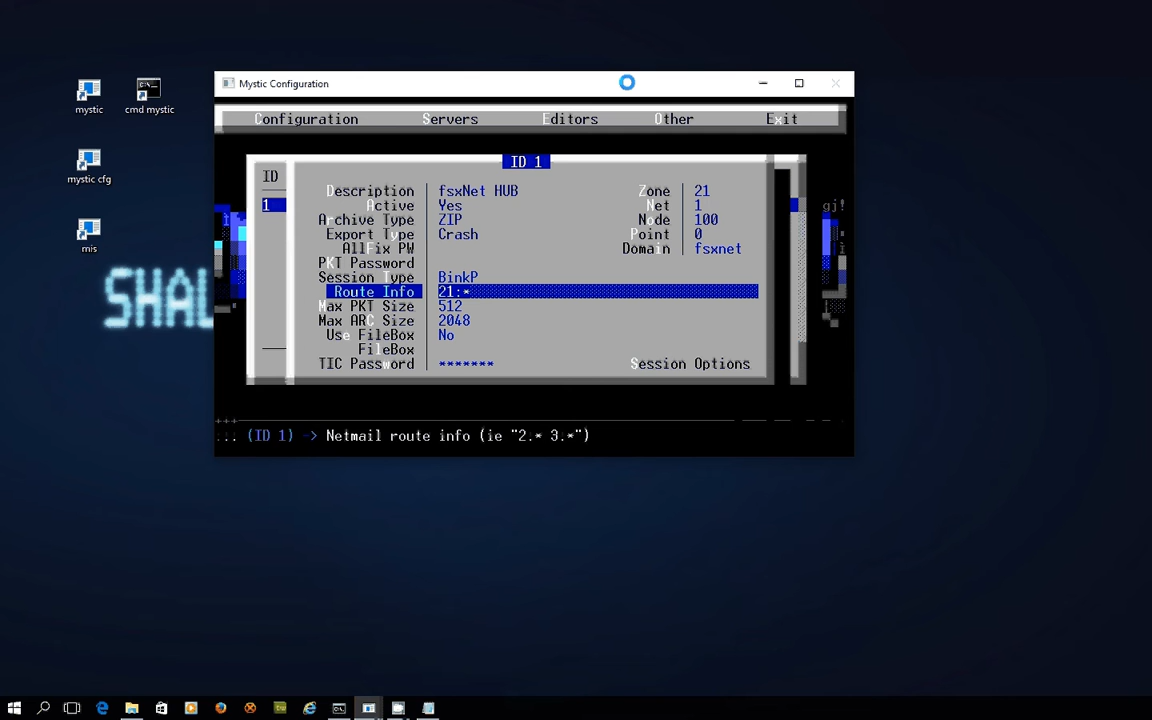 Mystic Configuration
Configuration Servers Editors Other Exit
ID 1
ID
1
Description fsxNet HUB
Active Yes
Archive Type ZIP
Export Type Crash
AllFix PW
PKT Password
Session Type BinkP
Route Info 21:*
Max PKT Size 512
Max ARC Size 2048
Use FileBox No
FileBox
TIC Password *******
Zone 21
Net 1
Node 100
Point 0
Domain fsxnet
Session Options
gj!
+++
... (ID 1) -> Netmail route info (ie "2.* 3.*")
mystic
cmd mystic
mystic cfg
mis
SHAL